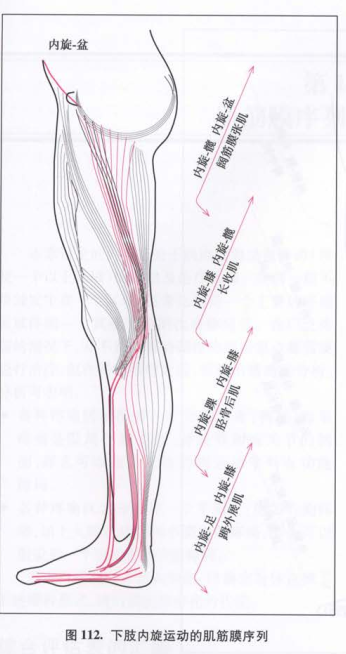 内旋-盆
内旋-髋 内旋-盆
阔筋膜张肌
内旋-膝 内旋-髋
长收肌
内旋-踝 内旋-膝
胫骨后肌
内旋-足 内旋-膝
外展肌
图 112. 下肢内旋运动的肌筋膜序列